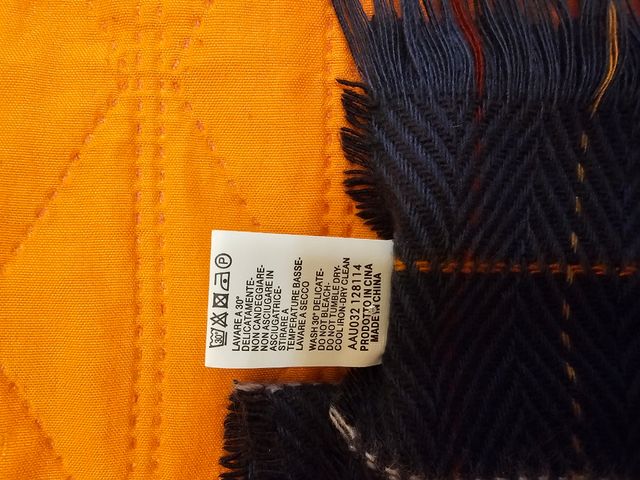 30°
P
LAVARE A 30°
DELICATAMENTE-
NON CANDEGGIARE-
NON ASCIUGARE IN
ASCIUGATRICE-
STIRARE A
TEMPERATURE BASSE-
LAVARE A SECCO
WASH 30° DELICATE-
DO NOT BLEACH-
DO NOT TUMBLE DRY-
COOL IRON-DRY CLEAN
AAU032 128114
PRODOTTO IN CINA
MADE IN CHINA